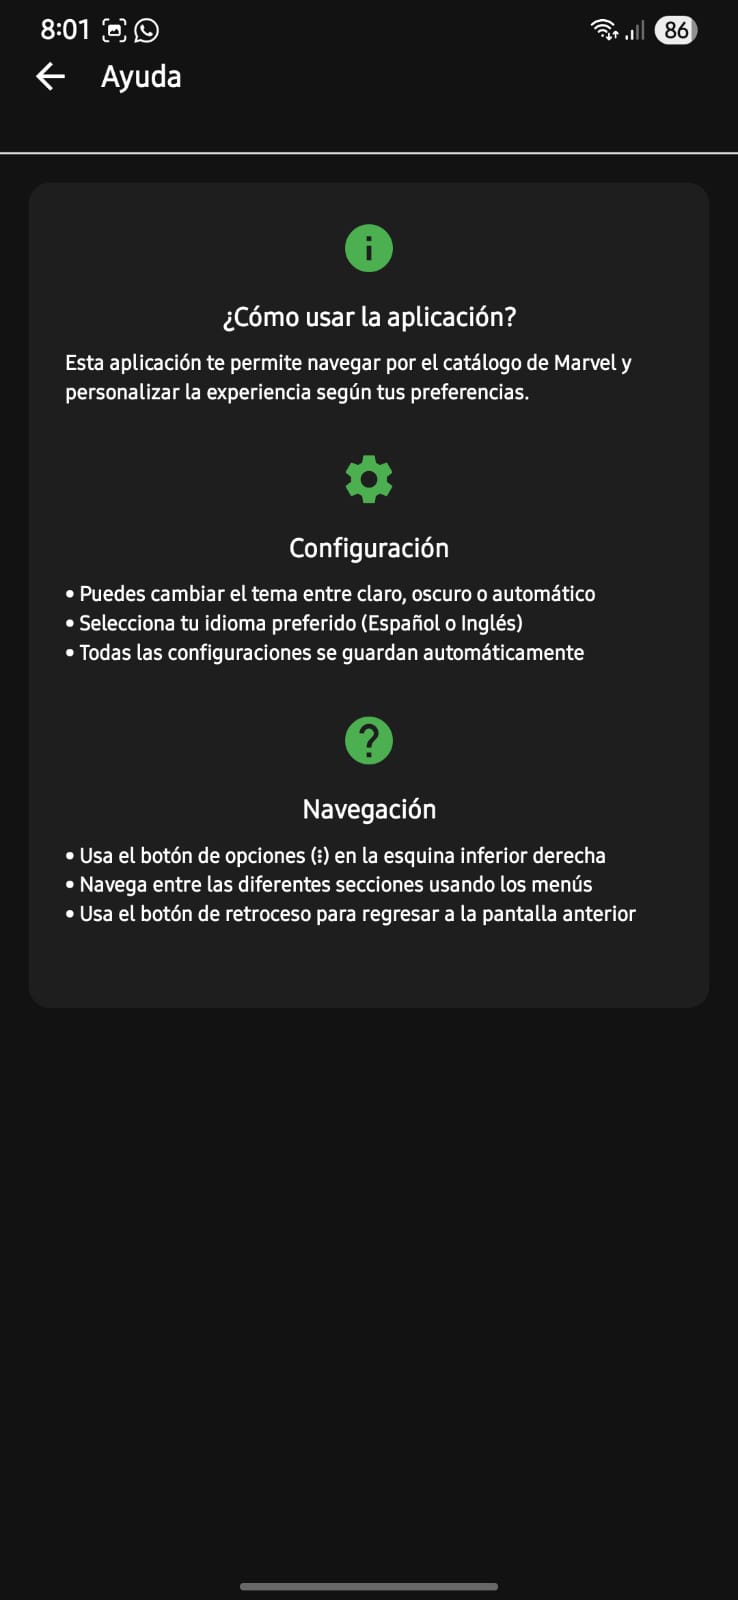 8:01
86
Ayuda
¿Cómo usar la aplicación?
Esta aplicación te permite navegar por el catálogo de Marvel y
personalizar la experiencia según tus preferencias.
Configuración
• Puedes cambiar el tema entre claro, oscuro o automático
• Selecciona tu idioma preferido (Español o Inglés)
• Todas las configuraciones se guardan automáticamente
Navegación
• Usa el botón de opciones (⋮) en la esquina inferior derecha
• Navega entre las diferentes secciones usando los menús
• Usa el botón de retroceso para regresar a la pantalla anterior